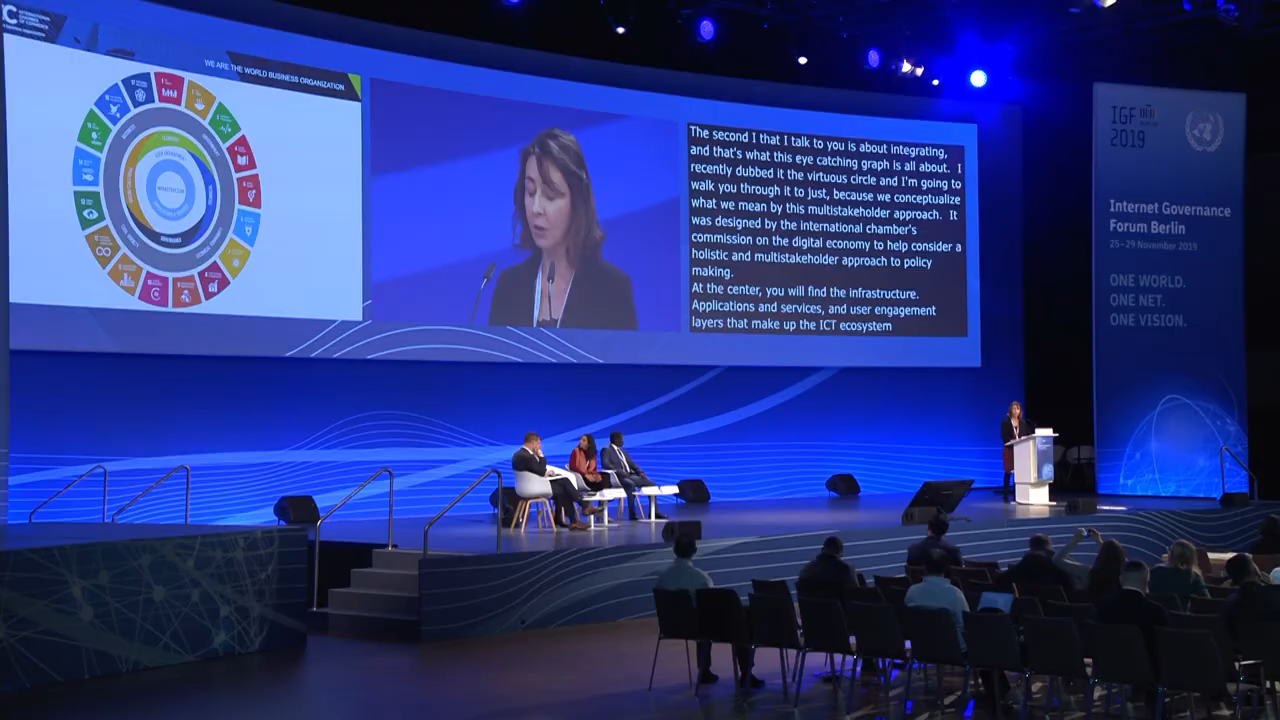 INTERNATIONAL
CHAMBER
OF COMMERCE
WE ARE THE WORLD BUSINESS ORGANIZATION
INFRASTRUCTURE
The second I that I talk to you is about integrating,
and that's what this eye catching graph is all about. I
recently dubbed it the virtuous circle and I'm going to
walk you through it to just, because we conceptualize
what we mean by this multistakeholder approach. It
was designed by the international chamber's
commission on the digital economy to help consider a
holistic and multistakeholder approach to policy
making.
At the center, you will find the infrastructure.
Applications and services, and user engagement
layers that make up the ICT ecosystem
IGF
2019
Internet Governance
Forum Berlin
25–29 November 2019
ONE WORLD.
ONE NET.
ONE VISION.